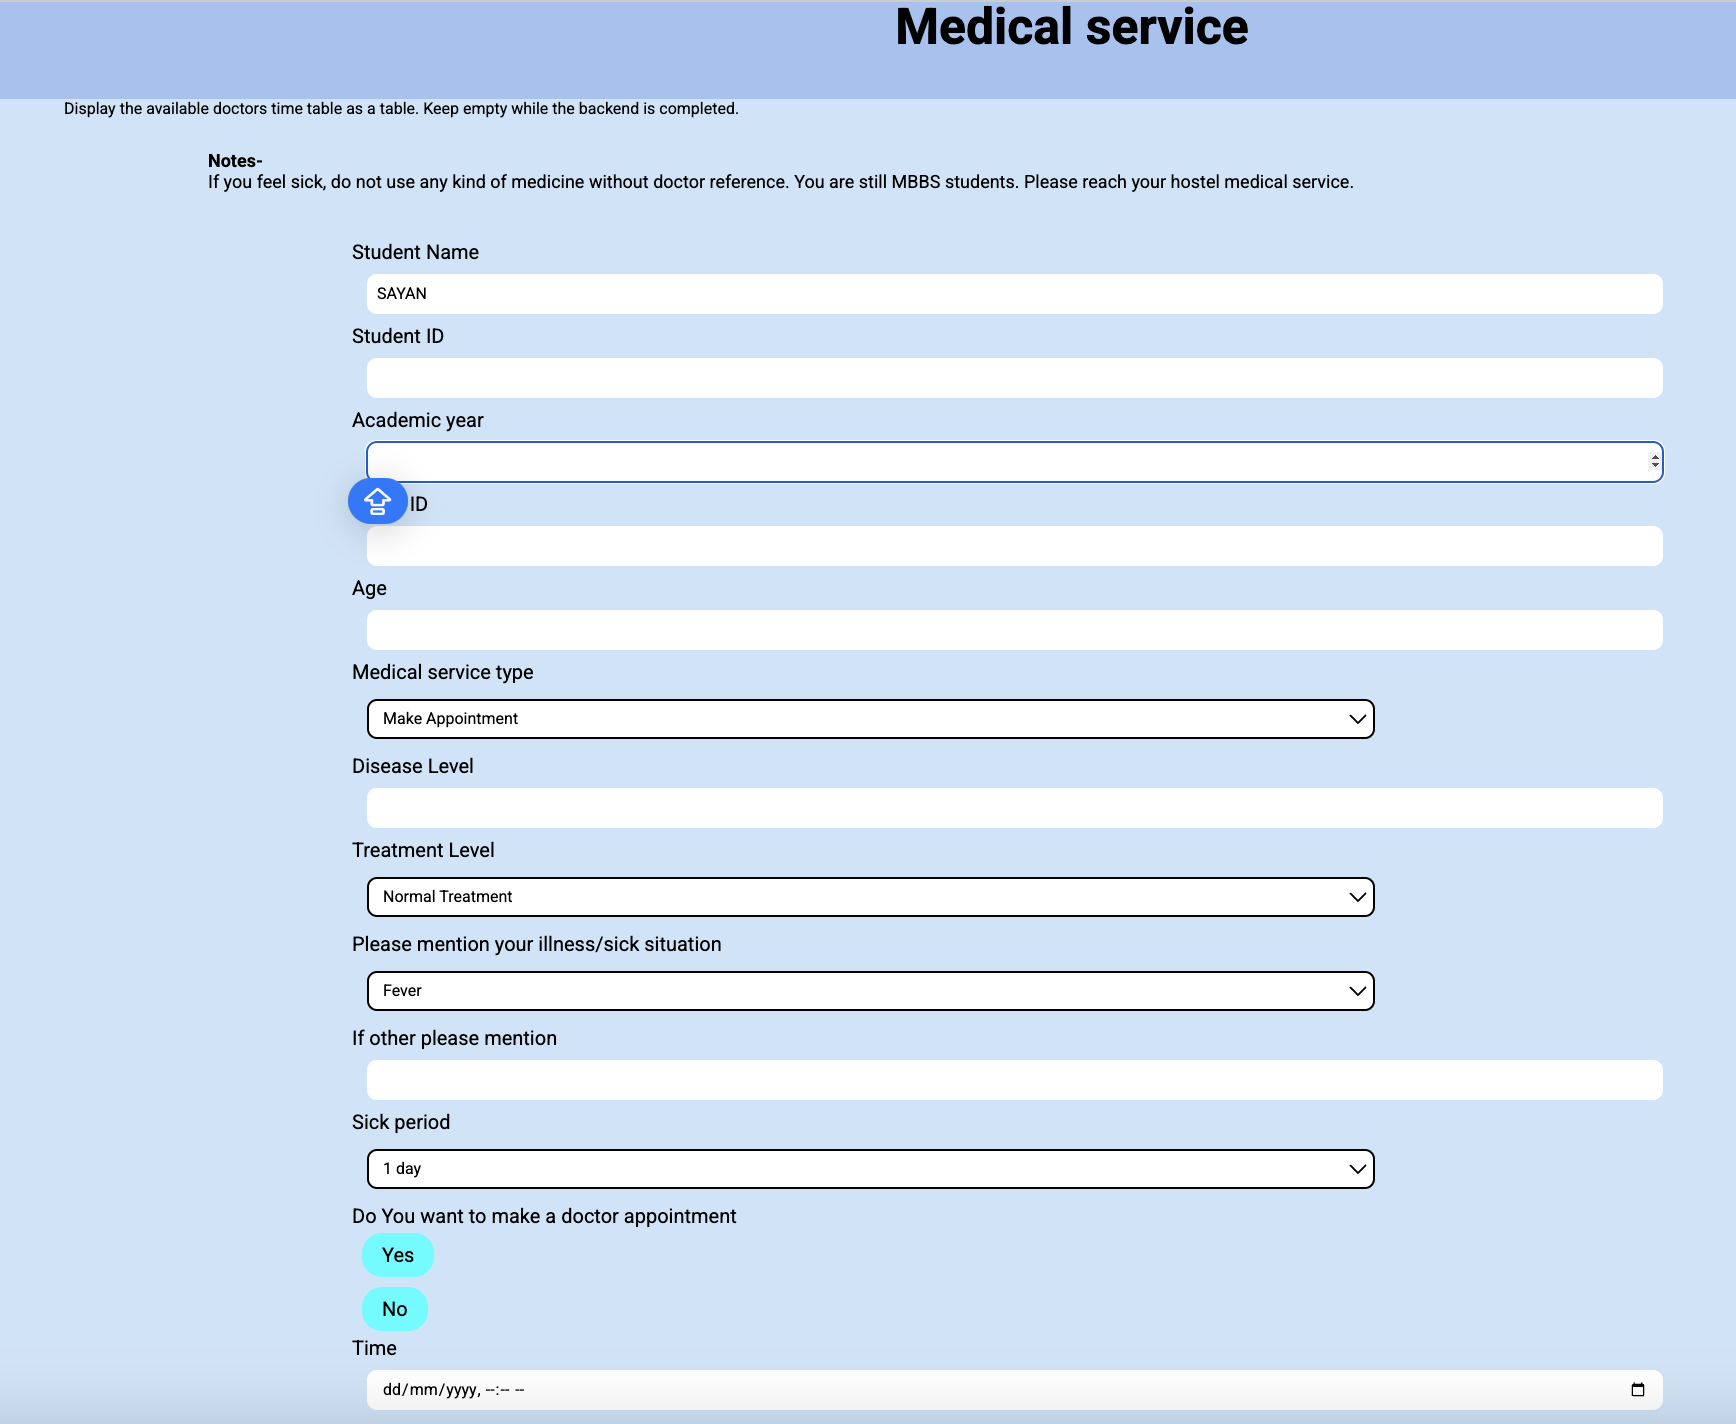 Medical service
Display the available doctors time table as a table. Keep empty while the backend is completed.
Notes-
If you feel sick, do not use any kind of medicine without doctor reference. You are still MBBS students. Please reach your hostel medical service.
Student Name
SAYAN
Student ID
Academic year
ID
Age
Medical service type
Make Appointment
Disease Level
Treatment Level
Normal Treatment
Please mention your illness/sick situation
Fever
If other please mention
Sick period
1 day
Do You want to make a doctor appointment
Yes
No
Time
dd/mm/yyyy, --:-- --